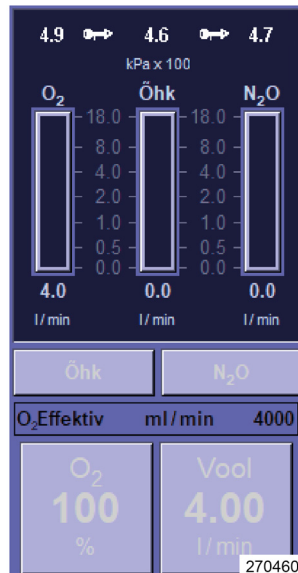 4.9 4.6 4.7
kPa x 100
O₂ Õhk N₂O
18.0 18.0
8.0 8.0
4.0 4.0
2.0 2.0
1.0 1.0
0.5 0.5
0.0 0.0
4.0 0.0 0.0
l / min l / min l / min
Õhk N₂O
O₂Effektiv ml / min 4000
O₂ Vool
100 4.00
% l / min
270460